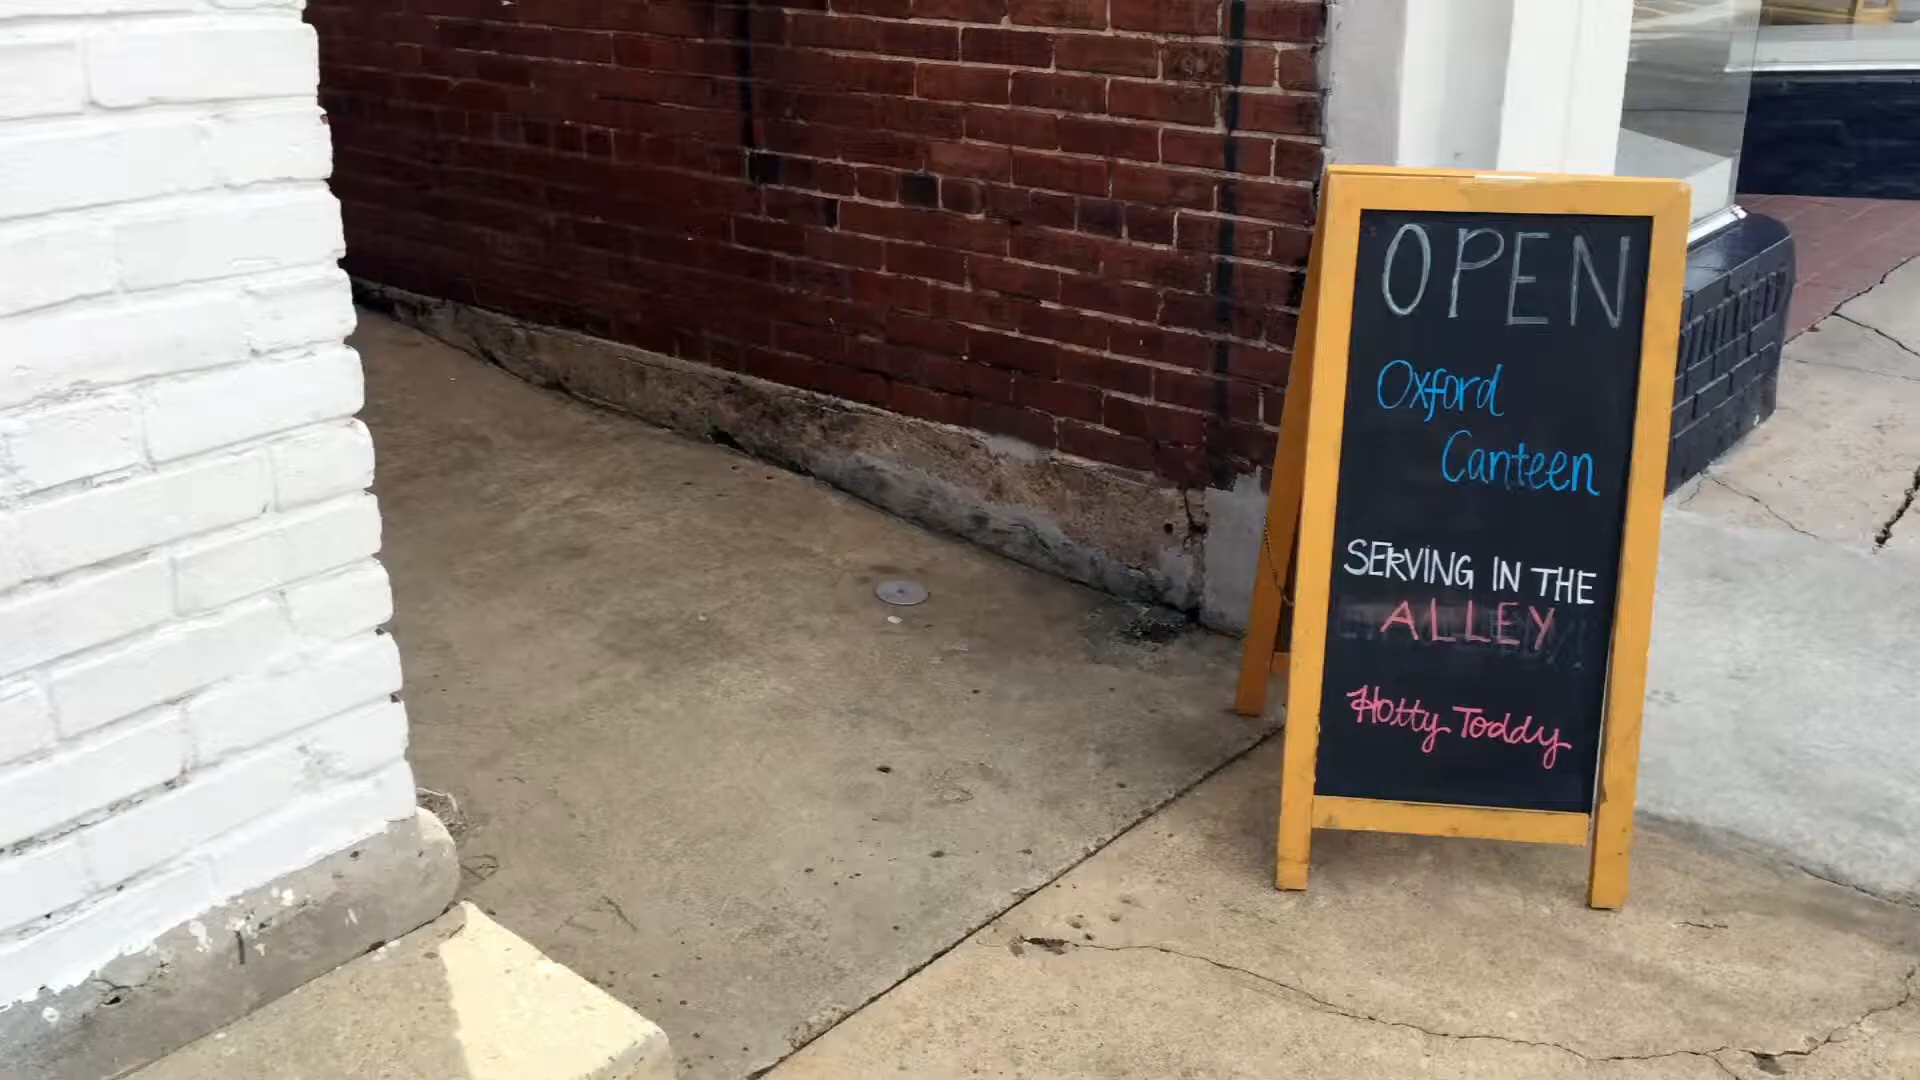 OPEN
Oxford
Canteen
SERVING IN THE
ALLEY
Hotty Toddy